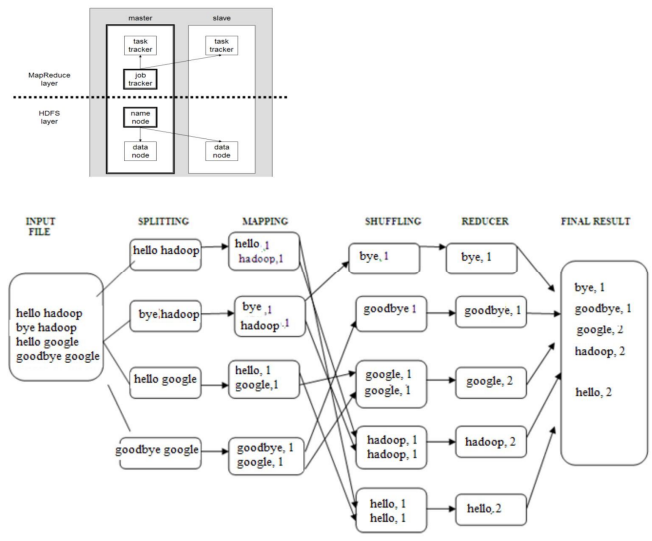 master
slave
task
tracker
task
tracker
MapReduce
layer
job
tracker
HDFS
layer
name
node
data
node
data
node
INPUT
FILE
SPLITTING
MAPPING
SHUFFLING
REDUCER
FINAL RESULT
hello hadoop
bye hadoop
hello google
goodbye google
hello hadoop
bye.hadoop
hello google
goodbye google
hello ,1
hadoop,1
bye ,1
hadoop .1
hello, 1
google,1
goodbye, 1
google, 1
bye, 1
goodbye 1
google, 1
google, 1
hadoop, 1
hadoop, 1
hello, 1
hello, 1
bye, 1
goodbye, 1
google, 2
hadoop, 2
hello, 2
bye, 1
goodbye, 1
google, 2
hadoop, 2
hello, 2